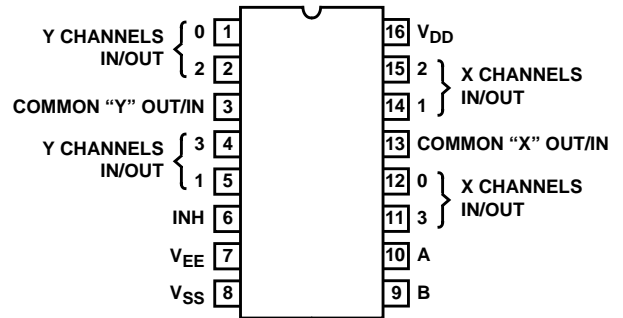 Y CHANNELS IN/OUT
0 1
2 2
COMMON “Y” OUT/IN 3
Y CHANNELS IN/OUT
3 4
1 5
INH 6
VEE 7
VSS 8
16 VDD
15 2
14 1
X CHANNELS IN/OUT
13 COMMON “X” OUT/IN
12 0
11 3
X CHANNELS IN/OUT
10 A
9 B